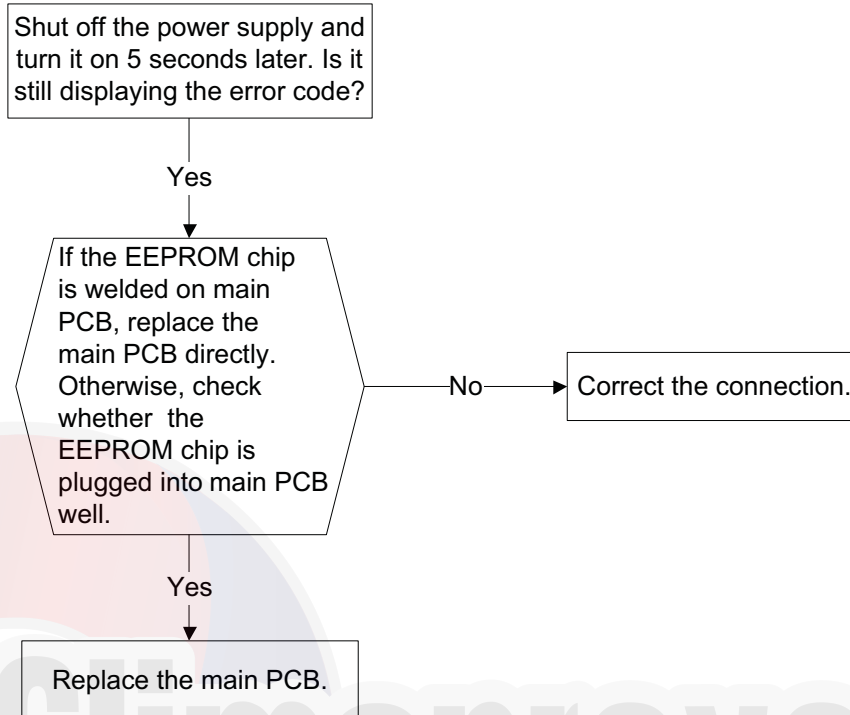 Shut off the power supply and
turn it on 5 seconds later. Is it
still displaying the error code?
Yes
If the EEPROM chip
is welded on main
PCB, replace the
main PCB directly.
Otherwise, check
whether the
EEPROM chip is
plugged into main PCB
well.
No
Correct the connection.
Yes
Replace the main PCB.